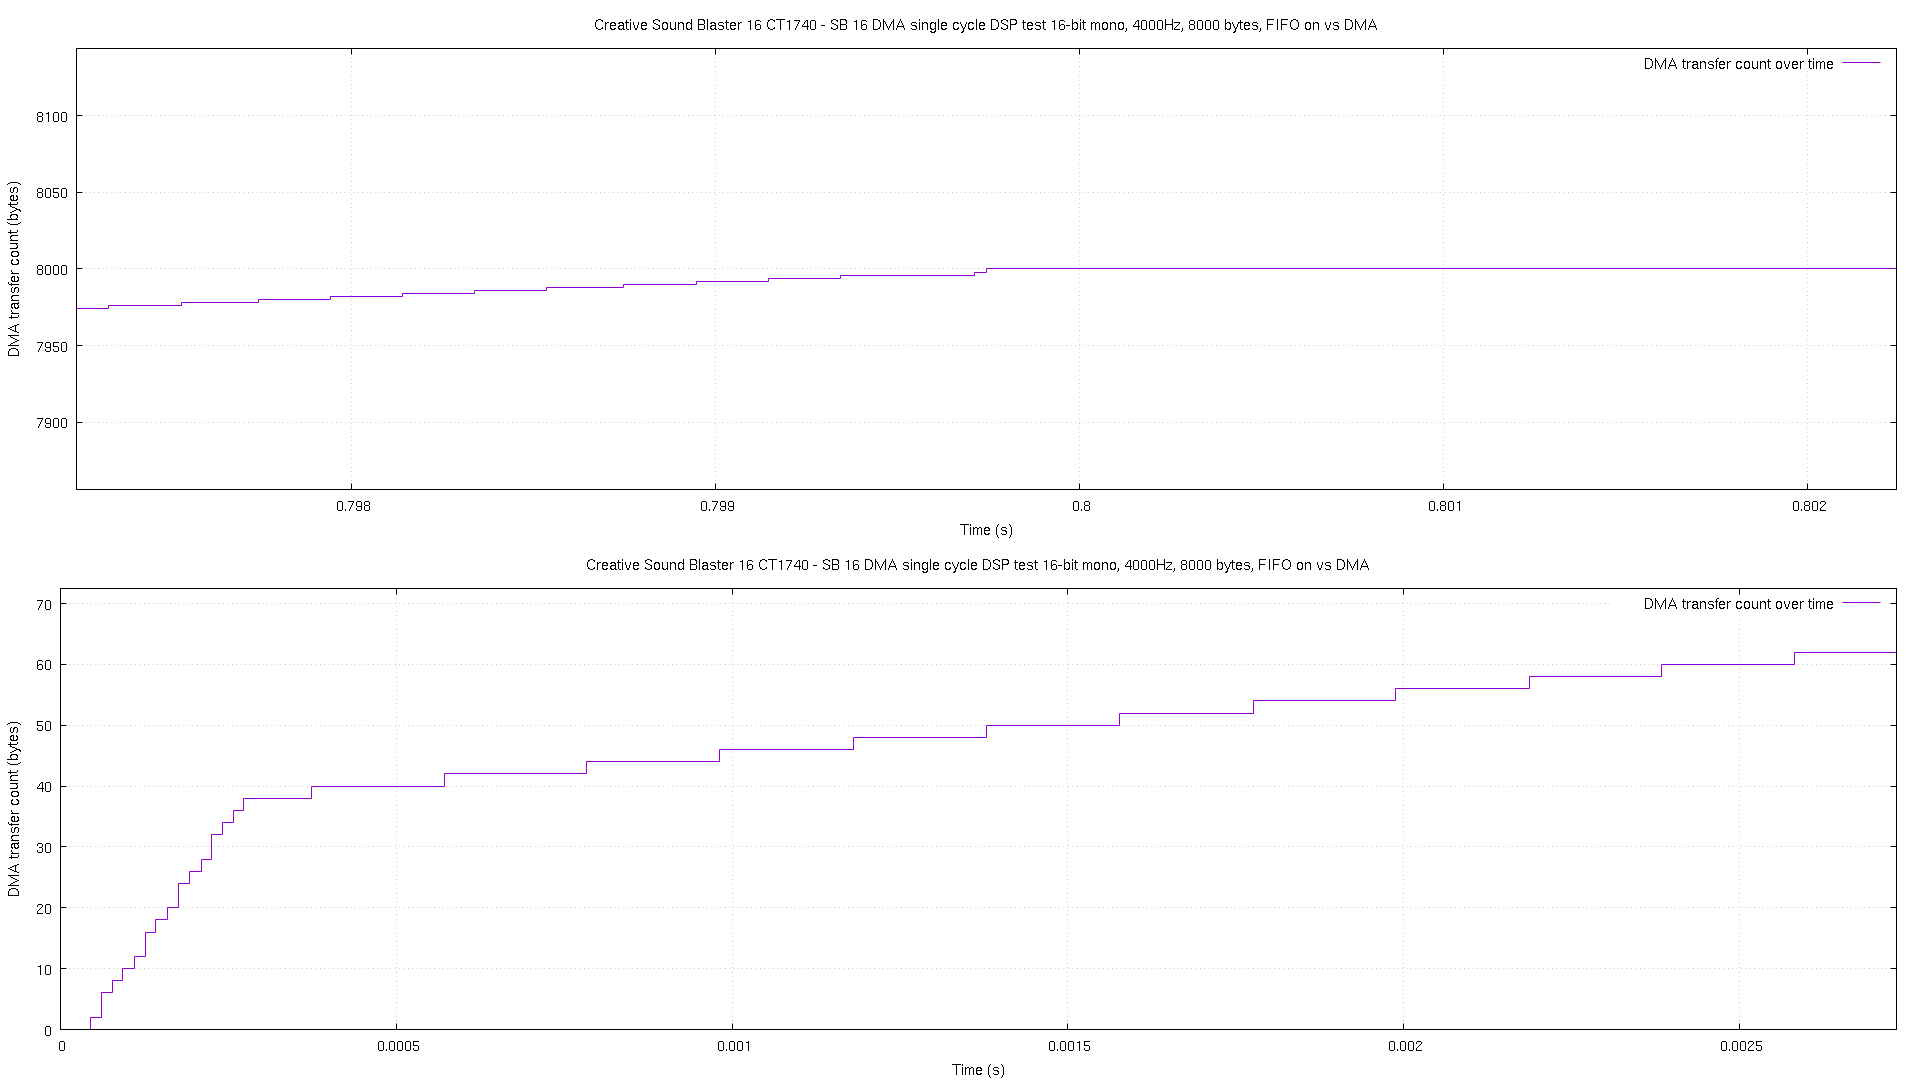 Creative Sound Blaster 16 CT1740 - SB 16 DMA single cycle DSP test 16-bit mono, 4000Hz, 8000 bytes, FIFO on vs DMA
DMA transfer count over time
8100
8050
8000
7950
7900
DMA transfer count (bytes)
0.798 0.799 0.8 0.801 0.802
Time (s)
Creative Sound Blaster 16 CT1740 - SB 16 DMA single cycle DSP test 16-bit mono, 4000Hz, 8000 bytes, FIFO on vs DMA
DMA transfer count over time
70
60
50
40
30
20
10
0
DMA transfer count (bytes)
0 0.0005 0.001 0.0015 0.002 0.0025
Time (s)